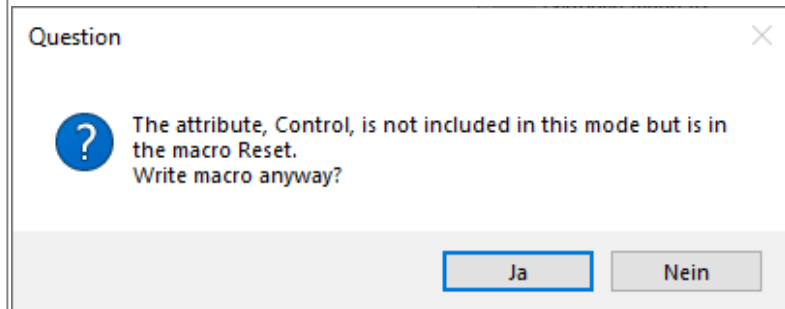 Question
The attribute, Control, is not included in this mode but is in
the macro Reset.
Write macro anyway?
Ja
Nein